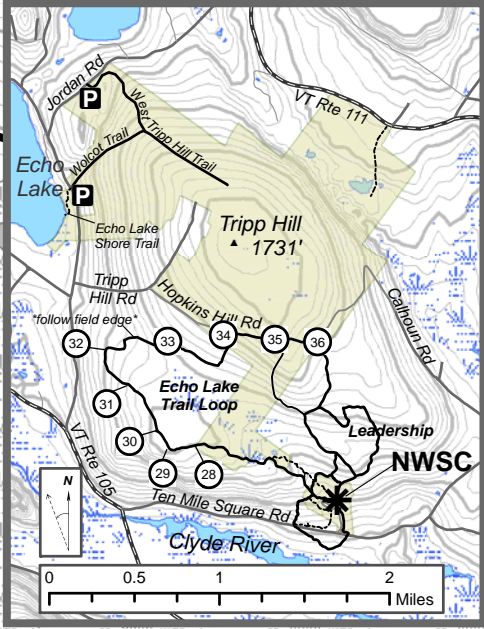 Jordan Rd
P
West Tripp Hill Trail
VT Rte 111
Wolcot Trail
Echo
Lake
P
Echo Lake
Shore Trail
Tripp Hill
▲ 1731'
Tripp
Hill Rd
Hopkins Hill Rd
Calhoun Rd
*follow field edge*
32
33
34
35
36
Echo Lake
Trail Loop
31
Leadership
30
NWSC
VT Rte 105
29
28
Ten Mile Square Rd
N
Clyde River
0 0.5 1 2
Miles